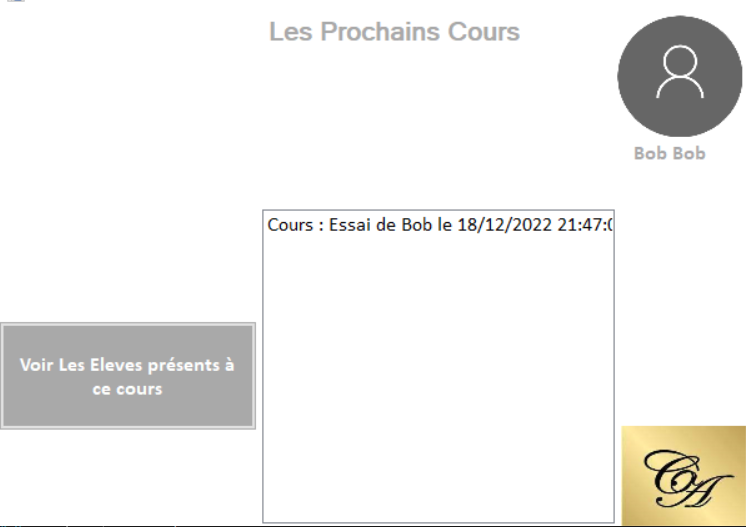 Les Prochains Cours
Bob Bob
Cours : Essai de Bob le 18/12/2022 21:47:0
Voir Les Eleves présents à
ce cours
CA